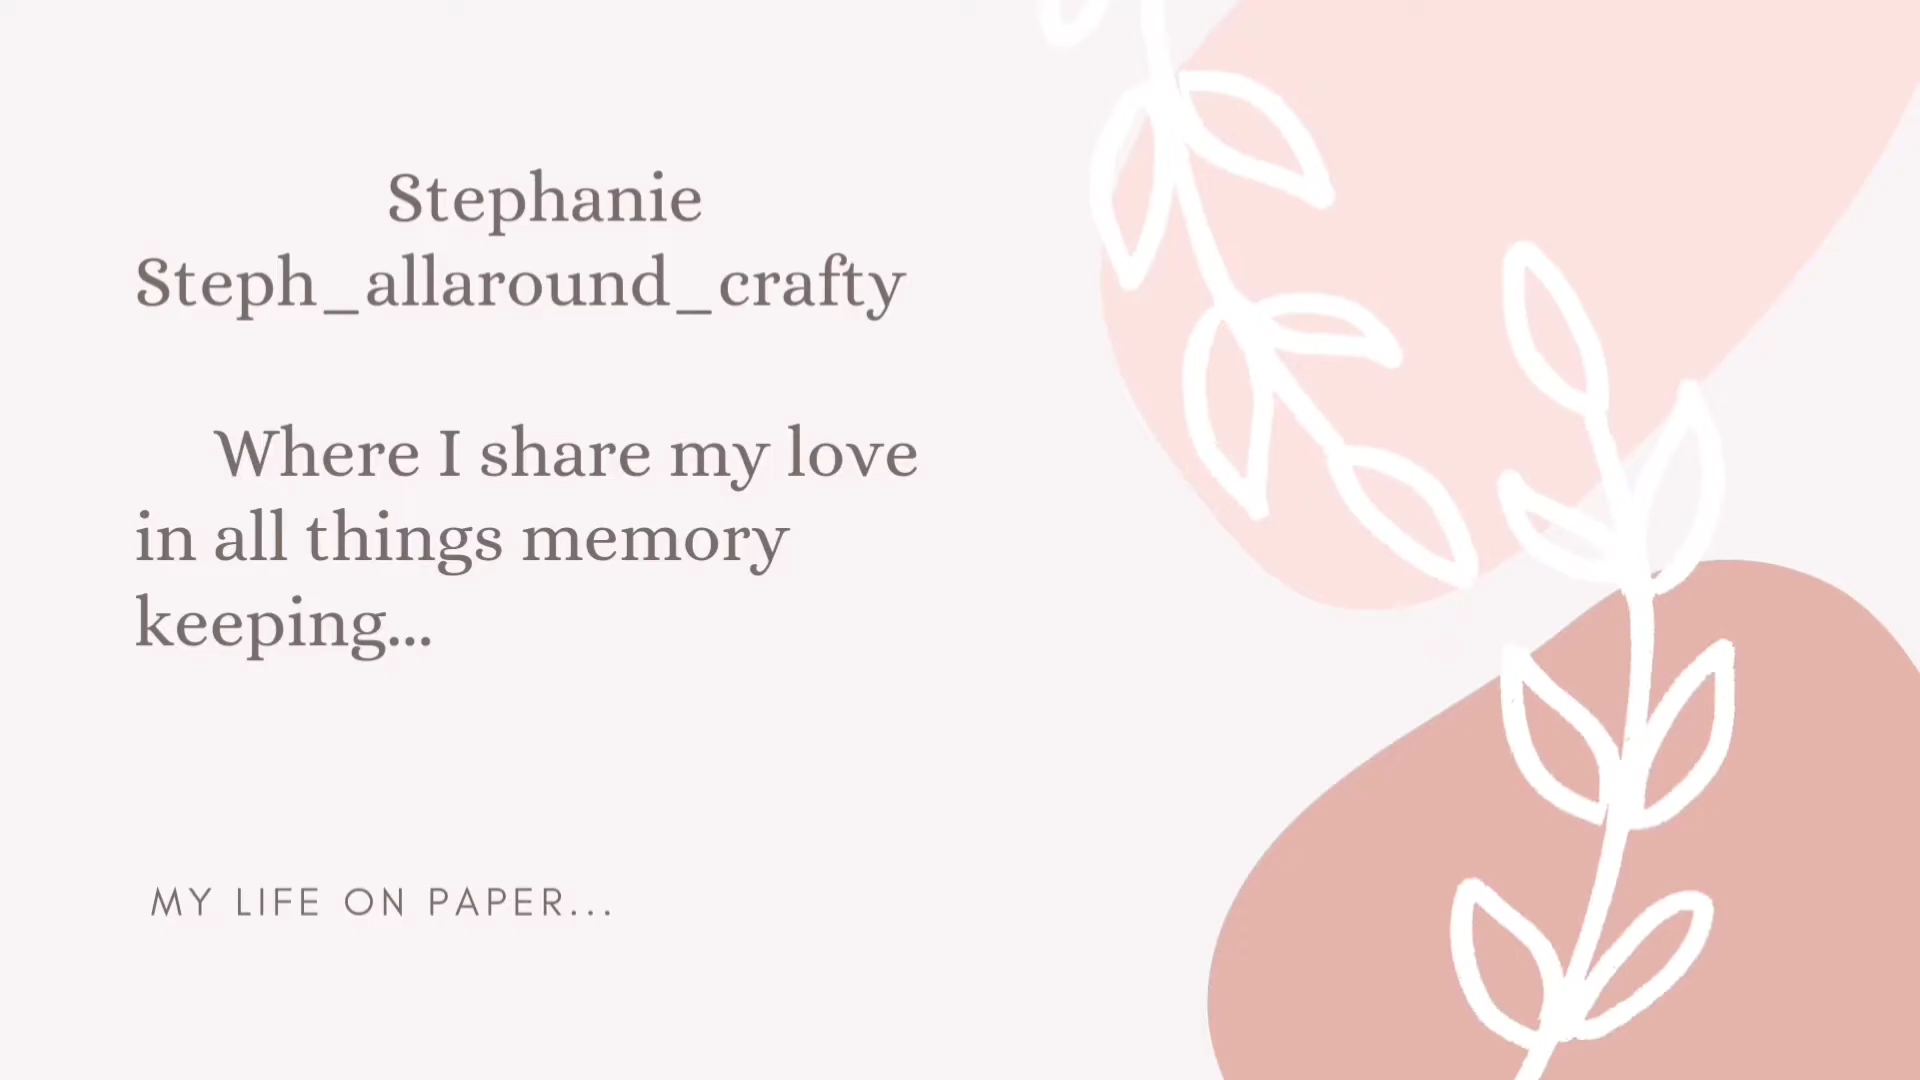 Stephanie
Steph_allaround_crafty
Where I share my love
in all things memory
keeping...
MY LIFE ON PAPER...